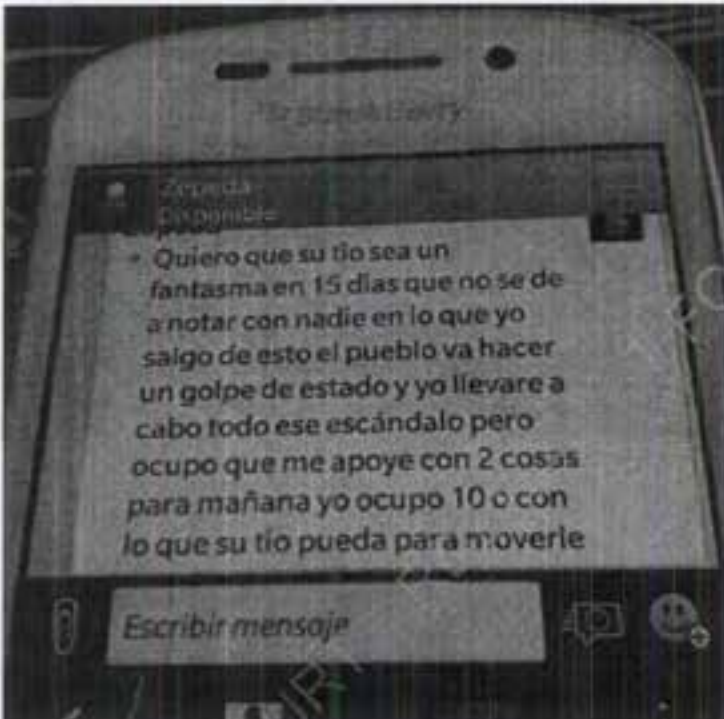 BlackBerry
Zepeda
Disponible
* Quiero que su tio sea un
fantasma en 15 dias que no se de
a notar con nadie en lo que yo
salgo de esto el pueblo va hacer
un golpe de estado y yo llevare a
cabo todo ese escándalo pero
ocupo que me apoye con 2 cosas
para mañana yo ocupo 10 o con
lo que su tio pueda para moverle
Escribir mensaje